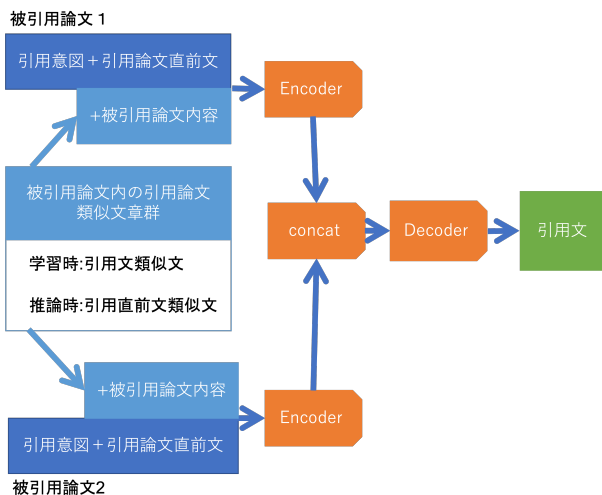 被引用論文1
引用意図＋引用論文直前文
+被引用論文内容
Encoder
被引用論文内の引用論文
類似文章群
学習時:引用文類似文
推論時:引用直前文類似文
concat
Decoder
引用文
+被引用論文内容
Encoder
引用意図＋引用論文直前文
被引用論文2